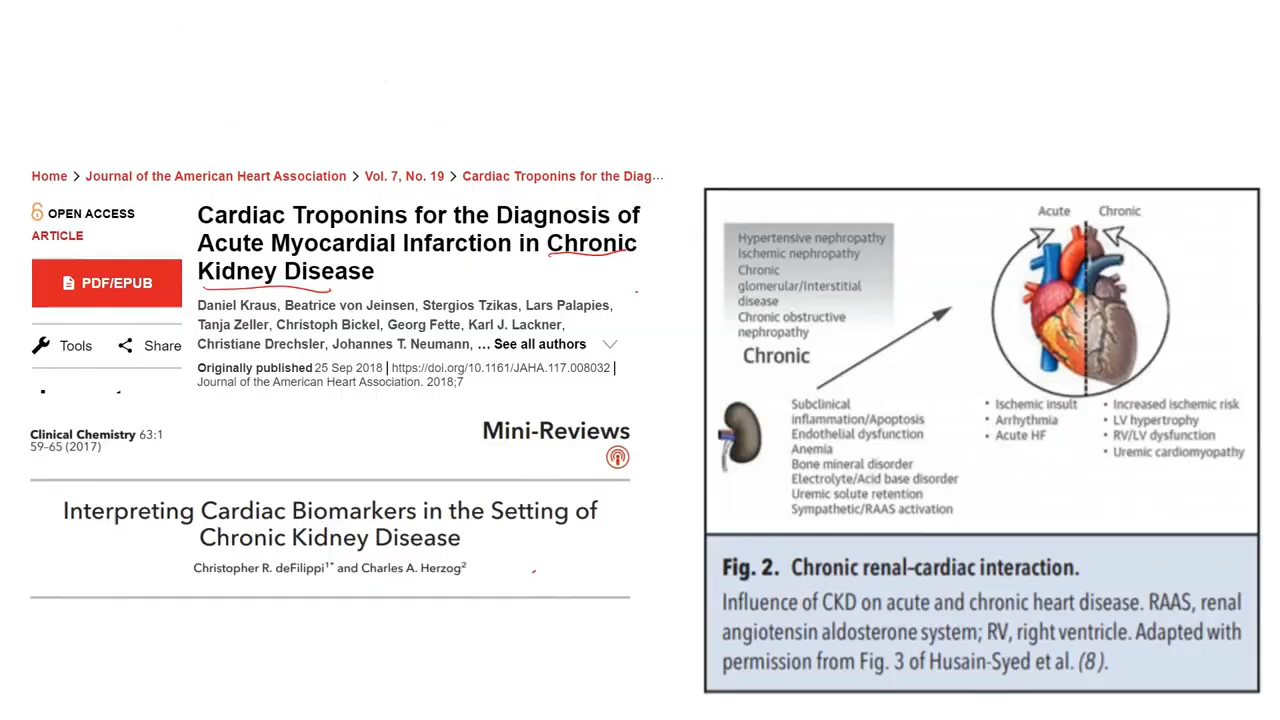 Home > Journal of the American Heart Association > Vol. 7, No. 19 > Cardiac Troponins for the Diag...
OPEN ACCESS
ARTICLE
PDF/EPUB
Tools
Share
Cardiac Troponins for the Diagnosis of
Acute Myocardial Infarction in Chronic
Kidney Disease
Daniel Kraus, Beatrice von Jeinsen, Stergios Tzikas, Lars Palapies,
Tanja Zeller, Christoph Bickel, Georg Fette, Karl J. Lackner,
Christiane Drechsler, Johannes T. Neumann, ... See all authors
Originally published 25 Sep 2018 | https://doi.org/10.1161/JAHA.117.008032 |
Journal of the American Heart Association. 2018;7
Clinical Chemistry 63:1
59–65 (2017)
Mini-Reviews
Interpreting Cardiac Biomarkers in the Setting of
Chronic Kidney Disease
Christopher R. deFilippi1* and Charles A. Herzog2
Hypertensive nephropathy
Ischemic nephropathy
Chronic
glomerular/Interstitial
disease
Chronic obstructive
nephropathy
Chronic
Subclinical
inflammation/Apoptosis
Endothelial dysfunction
Anemia
Bone mineral disorder
Electrolyte/Acid base disorder
Uremic solute retention
Sympathetic/RAAS activation
Acute
Chronic
• Ischemic insult
• Arrhythmia
• Acute HF
• Increased ischemic risk
• LV hypertrophy
• RV/LV dysfunction
• Uremic cardiomyopathy
Fig. 2. Chronic renal–cardiac interaction.
Influence of CKD on acute and chronic heart disease. RAAS, renal
angiotensin aldosterone system; RV, right ventricle. Adapted with
permission from Fig. 3 of Husain-Syed et al. (8).